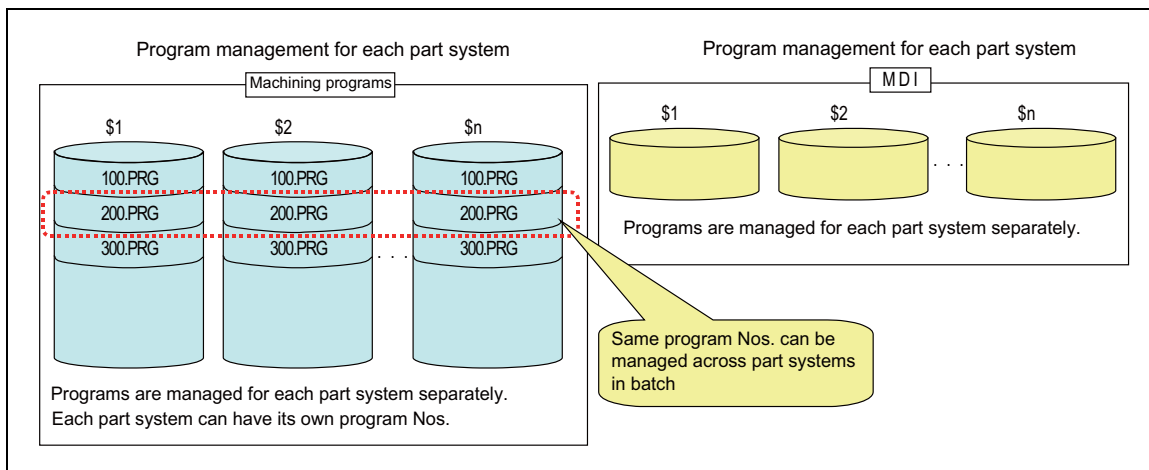 Program management for each part system
Machining programs
$1 $2 $n
100.PRG 100.PRG 100.PRG
200.PRG 200.PRG 200.PRG
300.PRG 300.PRG . . . 300.PRG
Programs are managed for each part system separately.
Each part system can have its own program Nos.
Program management for each part system
MDI
$1 $2 $n
. . .
Programs are managed for each part system separately.
Same program Nos. can be
managed across part systems
in batch